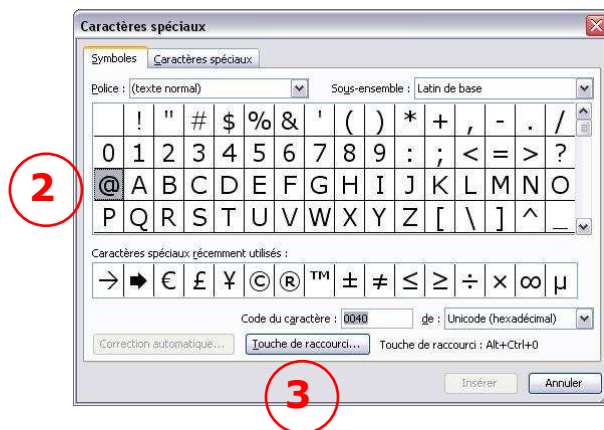 Caractères spéciaux
Symboles Caractères spéciaux
Police : (texte normal) Sous-ensemble : Latin de base
! " # $ % & ' ( ) * + , - . /
0 1 2 3 4 5 6 7 8 9 : ; < = > ?
2 @ A B C D E F G H I J K L M N O
P Q R S T U V W X Y Z [ \ ] ^ _
Caractères spéciaux récemment utilisés :
→ ➡ € £ ¥ © ® ™ ± ≠ ≤ ≥ ÷ × ∞ µ
Code du caractère : 0040 de : Unicode (hexadécimal)
Correction automatique... Touche de raccourci... Touche de raccourci : Alt+Ctrl+0
3 Insérer Annuler